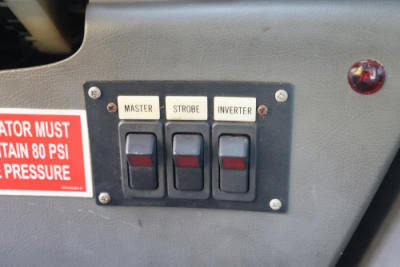 MASTER STROBE INVERTER
ATOR MUST
TAIN 80 PSI
PRESSURE